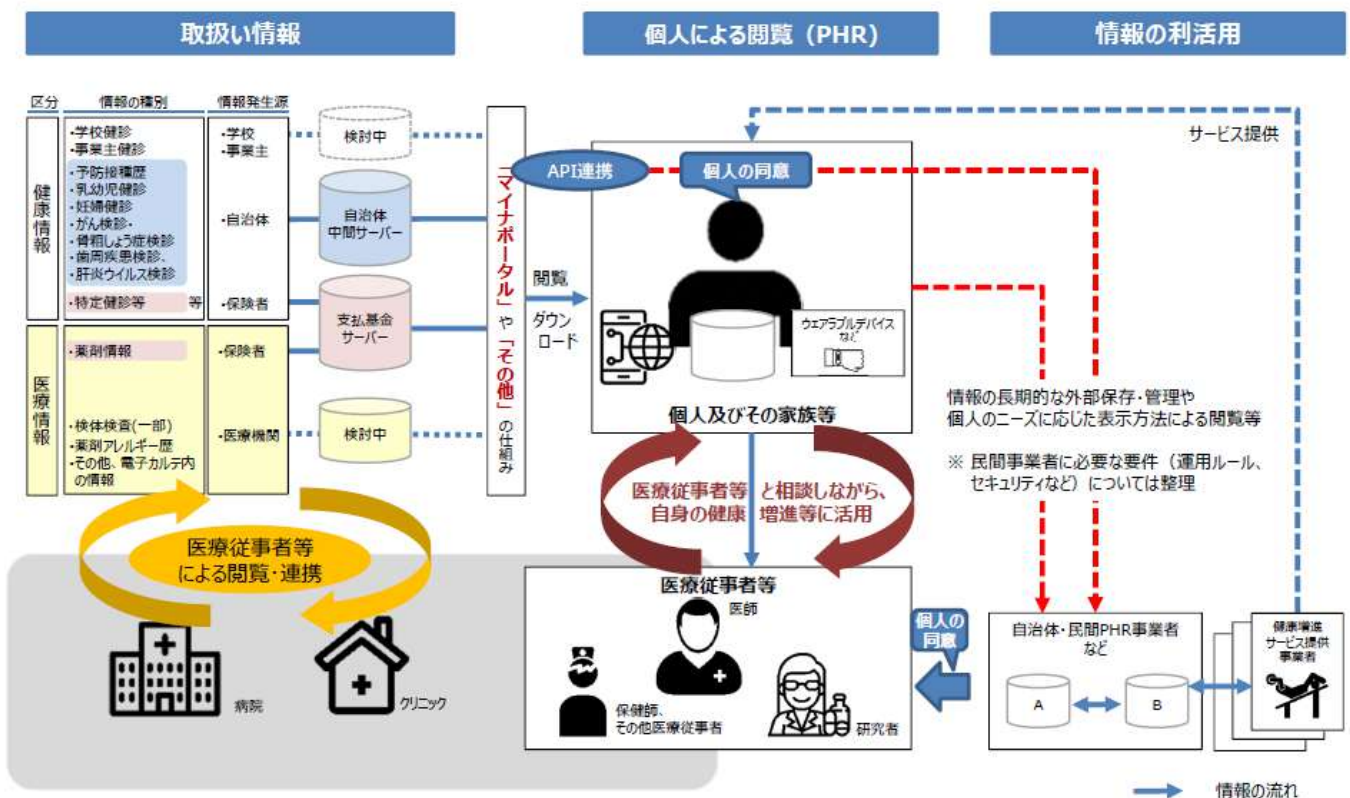 取扱い情報
個人による閲覧（PHR）
情報の利活用
区分
情報の種別
情報発生源
健康情報
・学校健診
・事業主健診
・予防接種歴
・乳幼児健診
・妊婦健診
・がん検診・
・骨粗しょう症検診
・歯周疾患検診、
・肝炎ウイルス検診
・特定健診等
等
・学校
・事業主
・自治体
・保険者
医療情報
・薬剤情報
・検体検査(一部)
・薬剤アレルギー歴
・その他、電子カルテ内
の情報
・保険者
・医療機関
検討中
自治体
中間サーバー
支払基金
サーバー
検討中
「マイナポータル」や「その他」の仕組み
閲覧
ダウン
ロード
API連携
個人の同意
ウェアラブルデバイス
など
個人及びその家族等
サービス提供
情報の長期的な外部保存・管理や
個人のニーズに応じた表示方法による閲覧等
※ 民間事業者に必要な要件（運用ルール、
セキュリティなど）については整理
医療従事者等 と相談しながら、
自身の健康 増進等に活用
医療従事者等
による閲覧・連携
病院
クリニック
医療従事者等
医師
保健師、
その他医療従事者
研究者
個人の
同意
自治体・民間PHR事業者
など
A
B
健康増進
サービス提供
事業者
情報の流れ